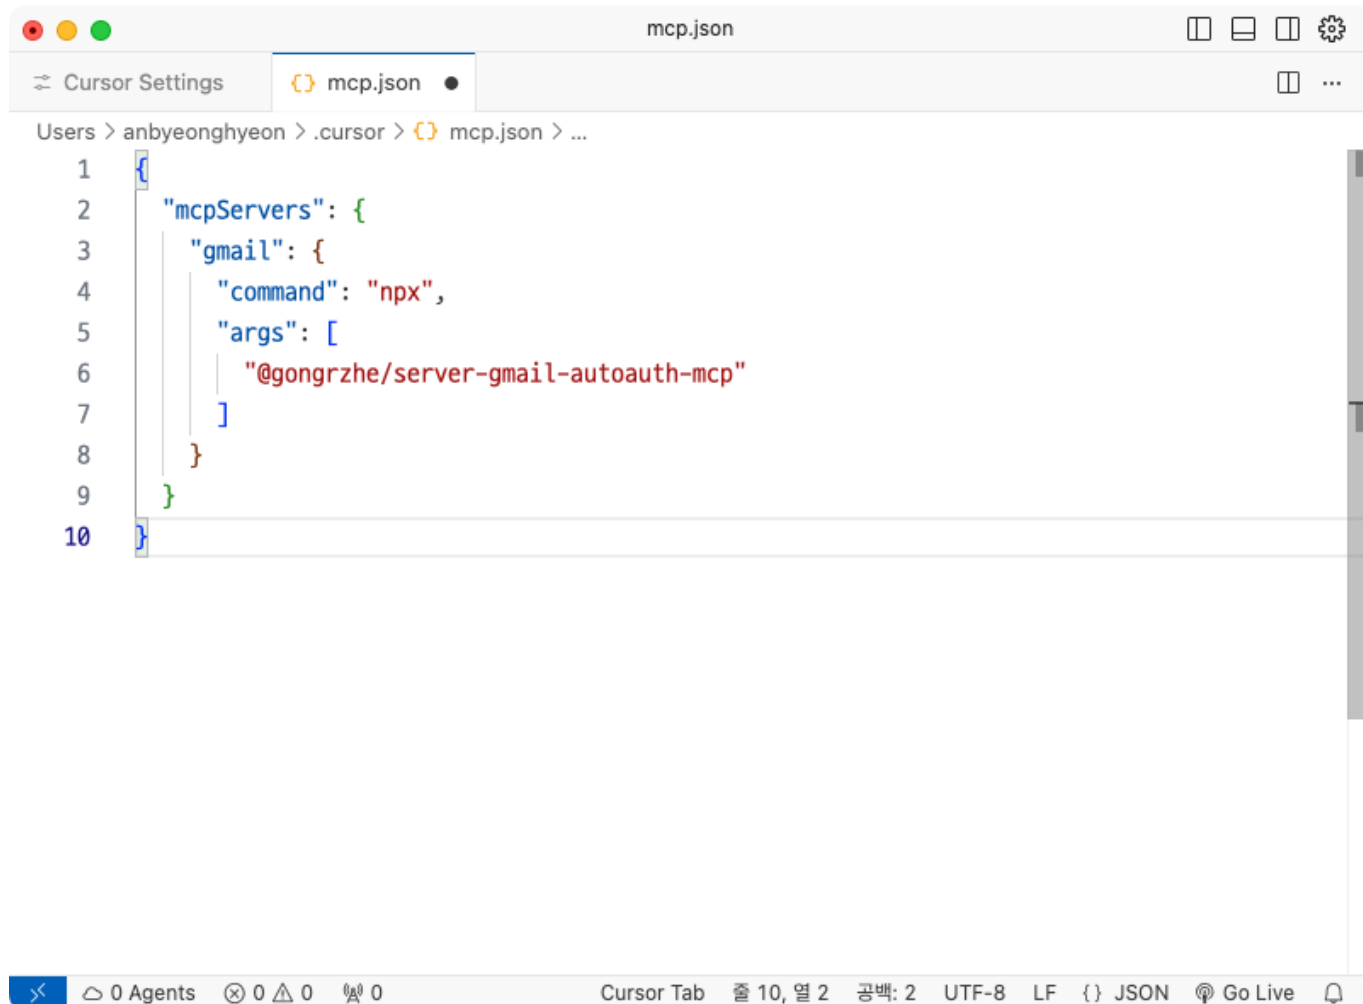 mcp.json
Cursor Settings
{} mcp.json ●
Users > anbyeonghyeon > .cursor > {} mcp.json > ...
1 {
2 "mcpServers": {
3 "gmail": {
4 "command": "npx",
5 "args": [
6 "@gongrzhe/server-gmail-autoauth-mcp"
7 ]
8 }
9 }
10 }
0 Agents 0 0 0 Cursor Tab 줄 10, 열 2 공백: 2 UTF-8 LF {} JSON Go Live